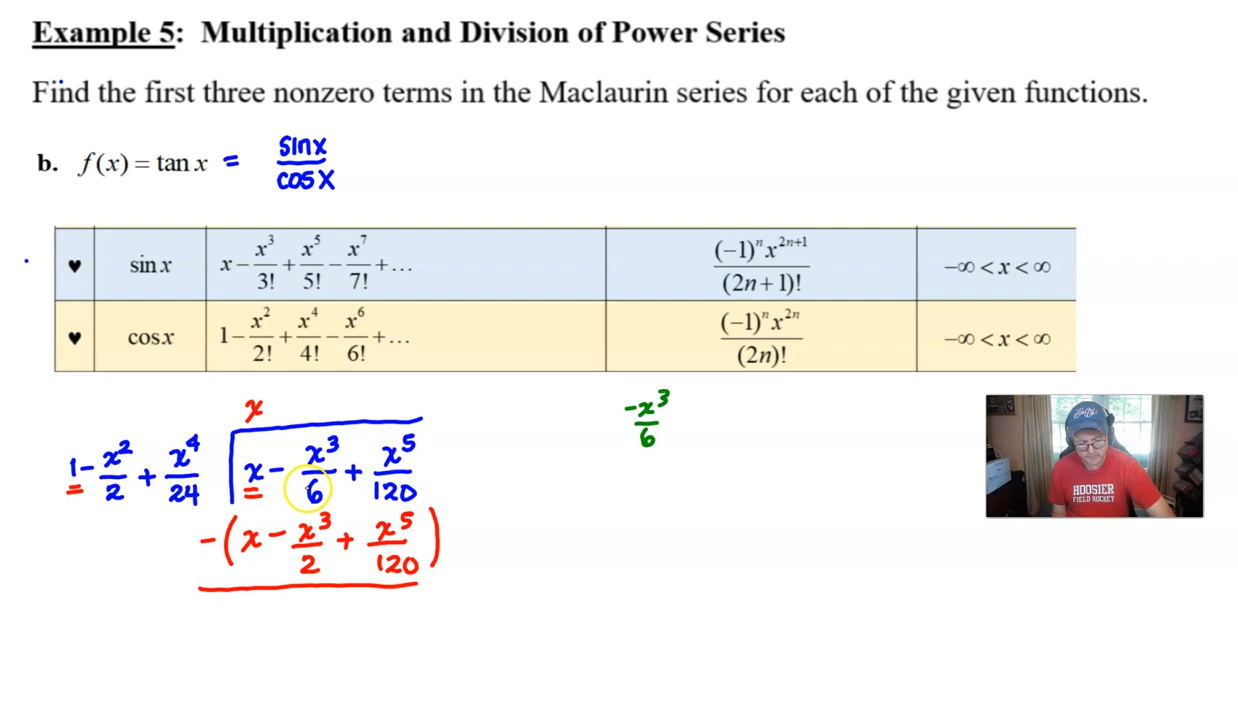 Example 5: Multiplication and Division of Power Series
Find the first three nonzero terms in the Maclaurin series for each of the given functions.
b. f(x) = tan x = sinx/cosx
♥ sin x x − x³/3! + x⁵/5! − x⁷/7! + … (−1)ⁿx²ⁿ⁺¹/(2n+1)! −∞ < x < ∞
♥ cos x 1 − x²/2! + x⁴/4! − x⁶/6! + … (−1)ⁿx²ⁿ/(2n)! −∞ < x < ∞
x
1 − x²/2 + x⁴/24 x − x³/6 + x⁵/120
−(x − x³/2 + x⁵/120)
−x³/6
HOOSIER
FIELD HOCKEY